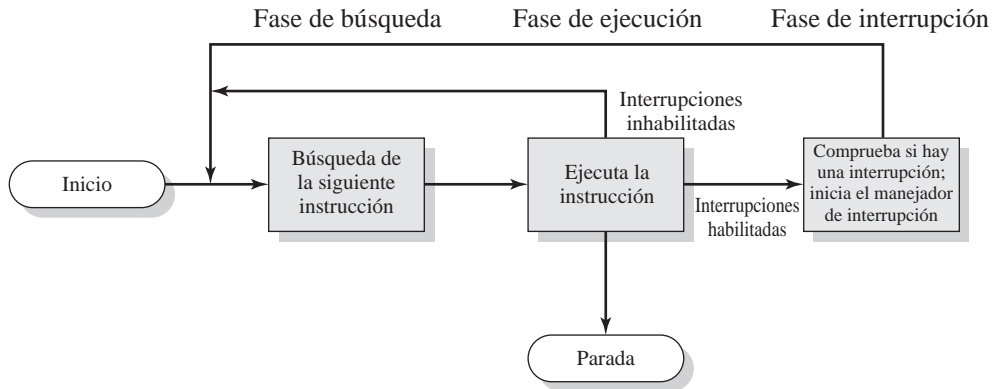 Fase de búsqueda
Fase de ejecución
Fase de interrupción
Interrupciones
inhabilitadas
Inicio
Búsqueda de
la siguiente
instrucción
Ejecuta la
instrucción
Interrupciones
habilitadas
Comprueba si hay
una interrupción;
inicia el manejador
de interrupción
Parada